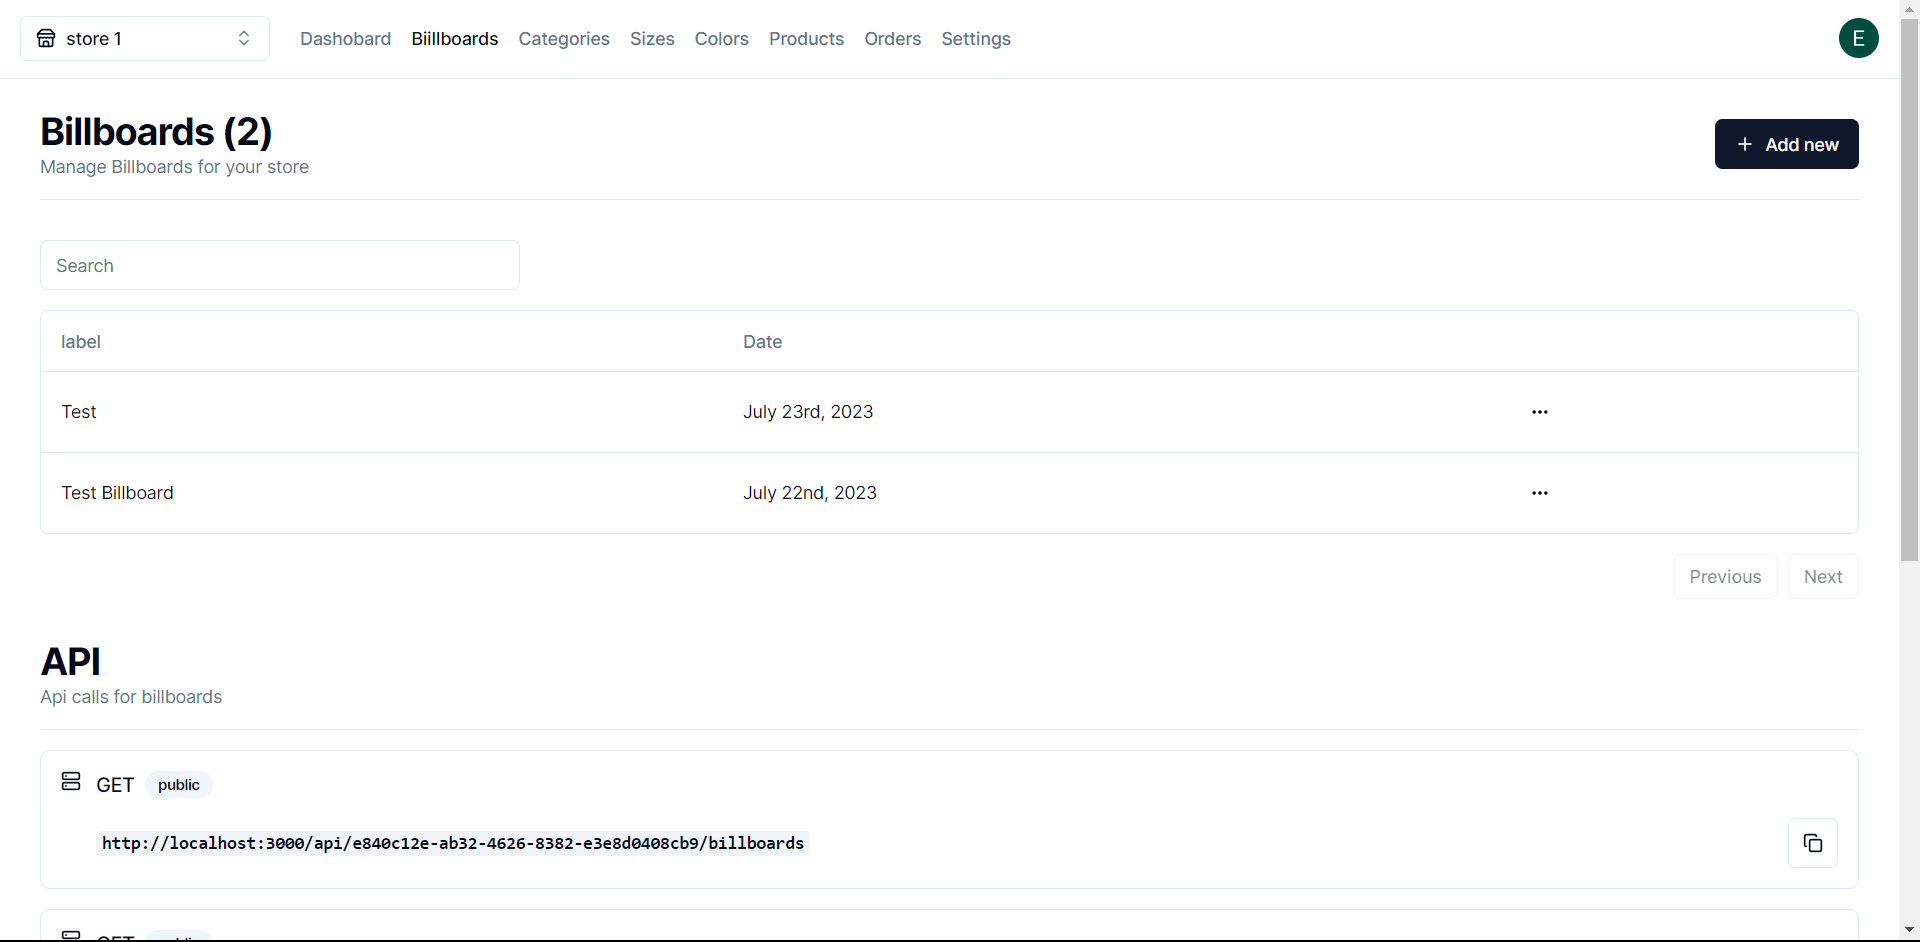 store 1
Dashobard Biillboards Categories Sizes Colors Products Orders Settings
E
Billboards (2)
Manage Billboards for your store
+ Add new
Search
label Date
Test July 23rd, 2023 ...
Test Billboard July 22nd, 2023 ...
Previous Next
API
Api calls for billboards
GET public
http://localhost:3000/api/e840c12e-ab32-4626-8382-e3e8d0408cb9/billboards
GET public